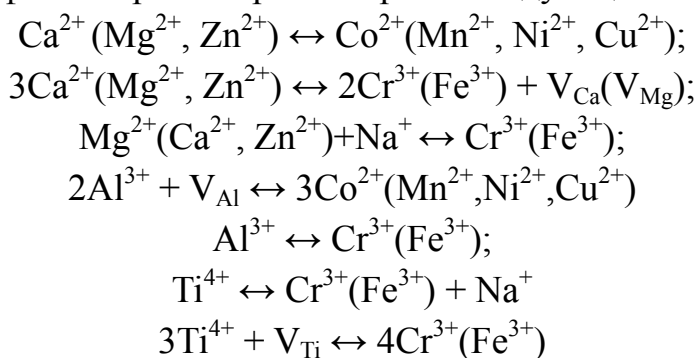 Ca²⁺(Mg²⁺, Zn²⁺) ↔ Co²⁺(Mn²⁺, Ni²⁺, Cu²⁺);
3Ca²⁺(Mg²⁺, Zn²⁺) ↔ 2Cr³⁺(Fe³⁺) + V_Ca(V_Mg);
Mg²⁺(Ca²⁺, Zn²⁺)+Na⁺ ↔ Cr³⁺(Fe³⁺);
2Al³⁺ + V_Al ↔ 3Co²⁺(Mn²⁺,Ni²⁺,Cu²⁺)
Al³⁺ ↔ Cr³⁺(Fe³⁺);
Ti⁴⁺ ↔ Cr³⁺(Fe³⁺) + Na⁺
3Ti⁴⁺ + V_Ti ↔ 4Cr³⁺(Fe³⁺)